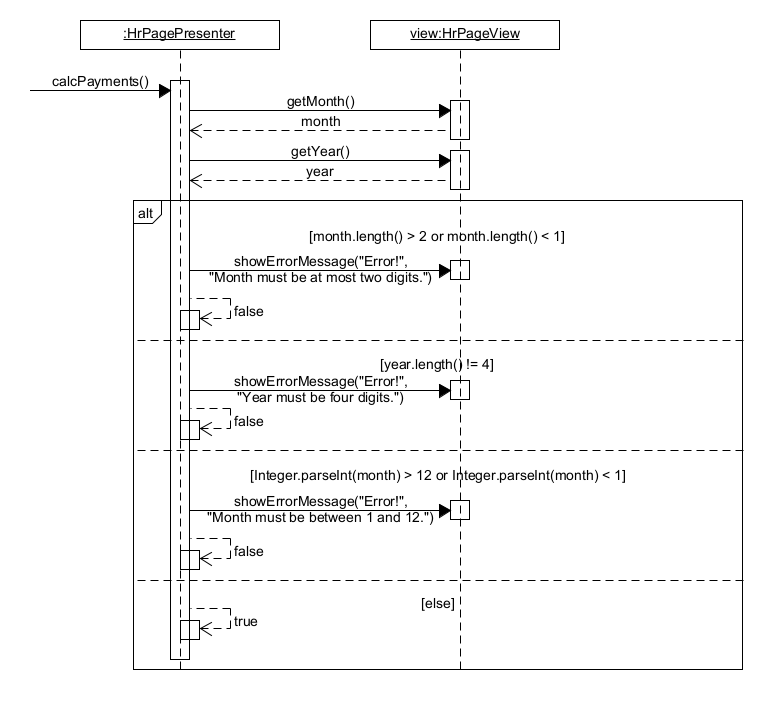 :HrPagePresenter
view:HrPageView
calcPayments()
getMonth()
month
getYear()
year
alt
[month.length() > 2 or month.length() < 1]
showErrorMessage("Error!",
"Month must be at most two digits.")
false
[year.length() != 4]
showErrorMessage("Error!",
"Year must be four digits.")
false
[Integer.parseInt(month) > 12 or Integer.parseInt(month) < 1]
showErrorMessage("Error!",
"Month must be between 1 and 12.")
false
[else]
true